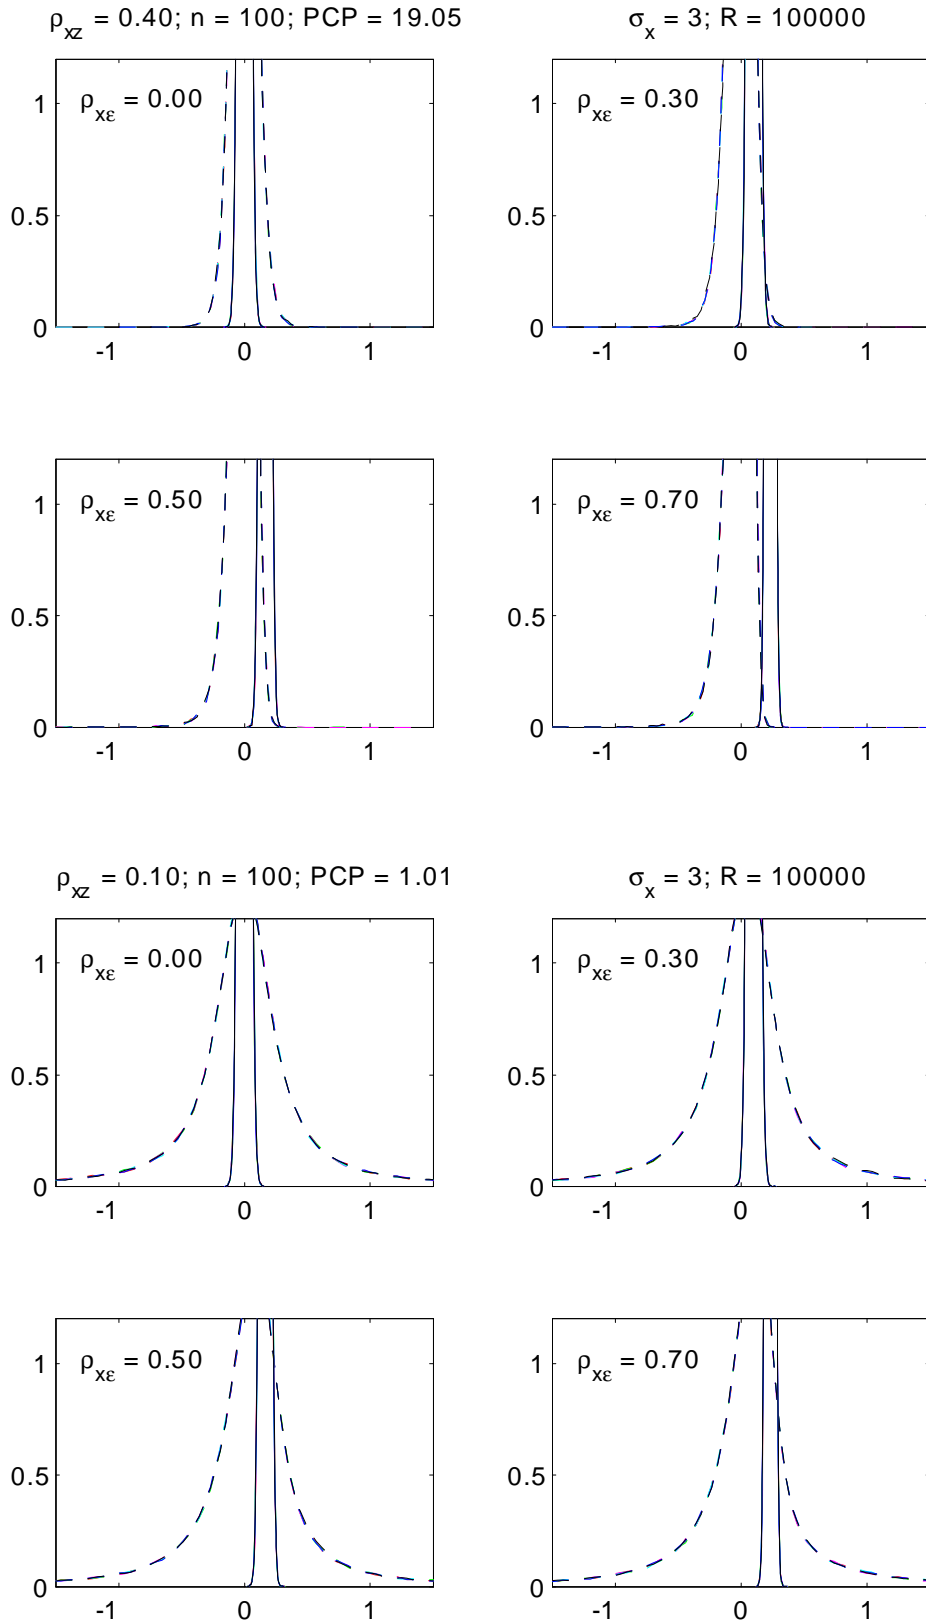 ρxz = 0.40; n = 100; PCP = 19.05
σx = 3; R = 100000
ρxε = 0.00
1
0.5
0
-1 0 1
ρxε = 0.30
1
0.5
0
-1 0 1
ρxε = 0.50
1
0.5
0
-1 0 1
ρxε = 0.70
1
0.5
0
-1 0 1
ρxz = 0.10; n = 100; PCP = 1.01
σx = 3; R = 100000
ρxε = 0.00
1
0.5
0
-1 0 1
ρxε = 0.30
1
0.5
0
-1 0 1
ρxε = 0.50
1
0.5
0
-1 0 1
ρxε = 0.70
1
0.5
0
-1 0 1